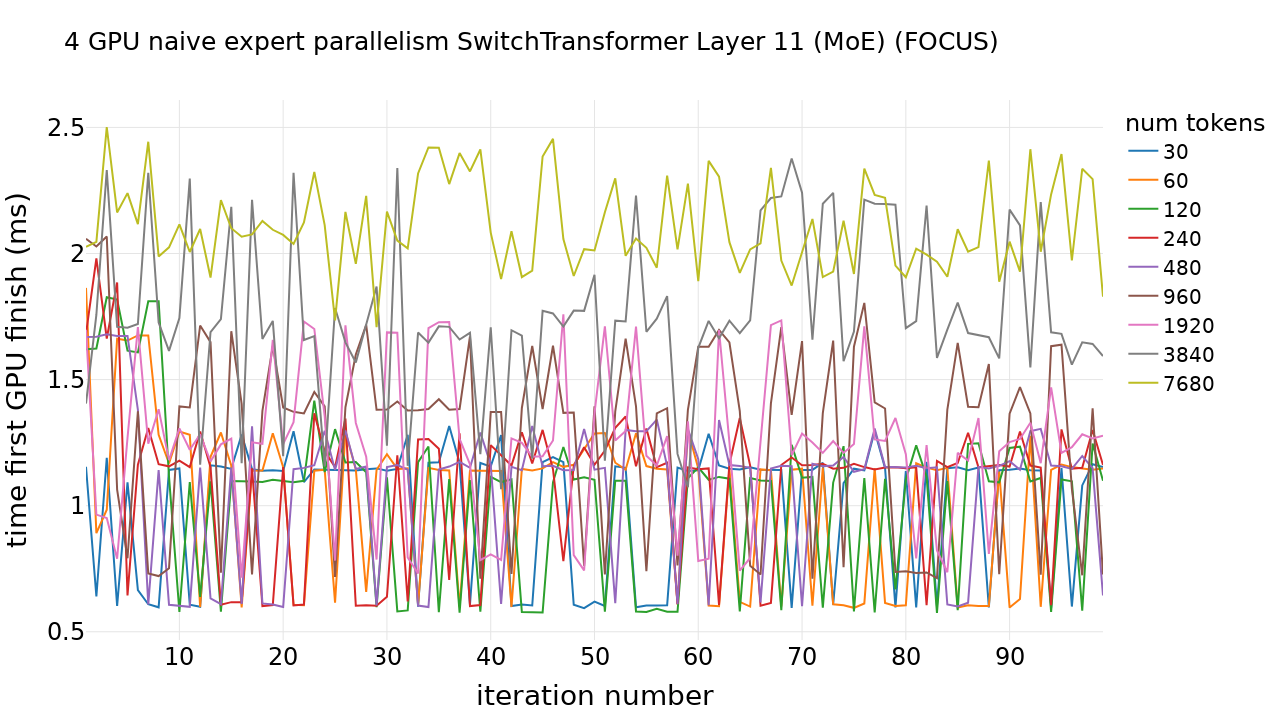 4 GPU naive expert parallelism SwitchTransformer Layer 11 (MoE) (FOCUS)
time first GPU finish (ms)
2.5
2
1.5
1
0.5
10 20 30 40 50 60 70 80 90
iteration number
num tokens
30
60
120
240
480
960
1920
3840
7680